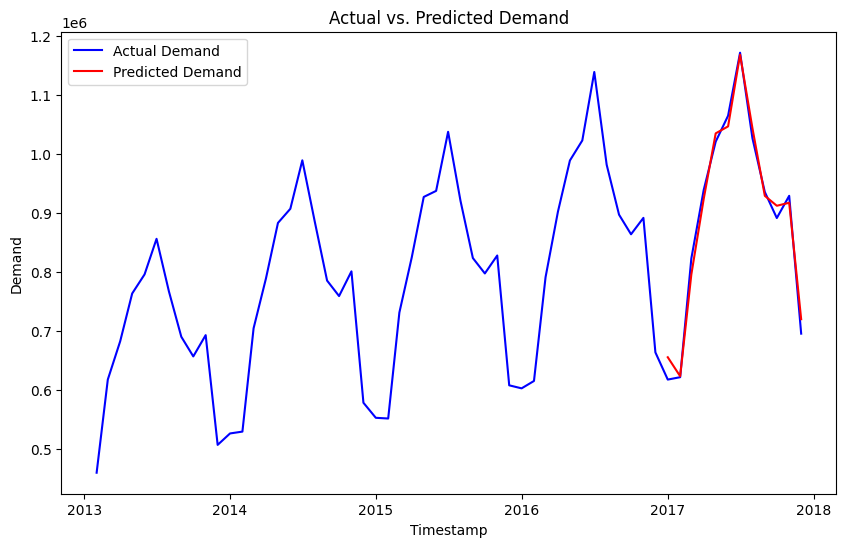 Actual vs. Predicted Demand
1e6
Actual Demand
Predicted Demand
1.2
1.1
1.0
0.9
0.8
0.7
0.6
0.5
Demand
2013 2014 2015 2016 2017 2018
Timestamp